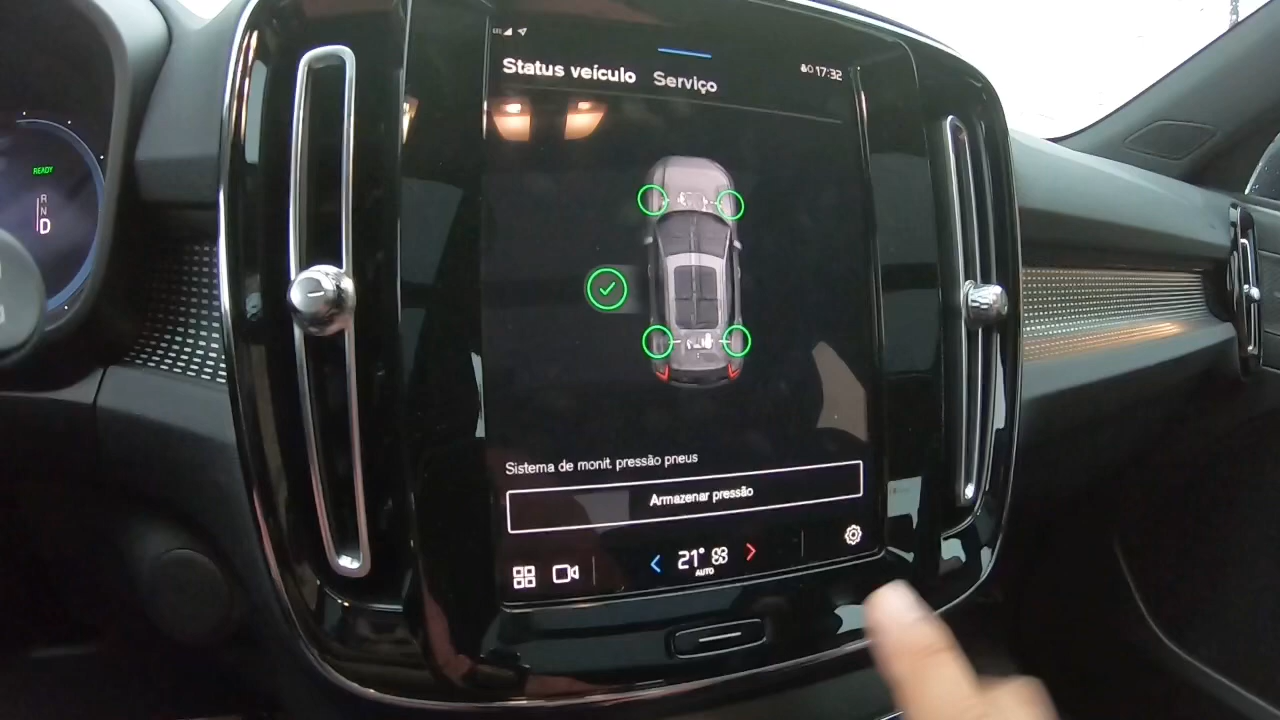 Status veículo Serviço
17:32
READY
R
N
D
Sistema de monit. pressão pneus
Armazenar pressão
21°
AUTO